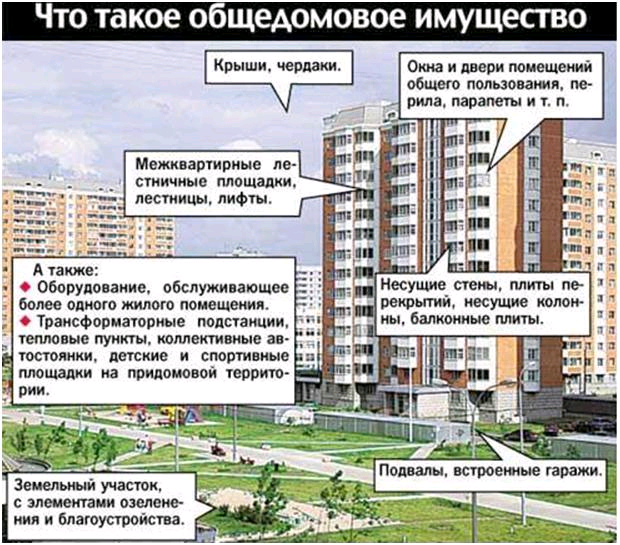 Что такое общедомовое имущество
Крыши, чердаки.
Окна и двери помещений
общего пользования, пе-
рила, парапеты и т. п.
Межквартирные ле-
стничные площадки,
лестницы, лифты.
А также:
◆ Оборудование, обслуживающее
более одного жилого помещения.
◆ Трансформаторные подстанции,
тепловые пункты, коллективные ав-
тостоянки, детские и спортивные
площадки на придомовой террито-
рии.
Несущие стены, плиты пе-
рекрытий, несущие колон-
ны, балконные плиты.
Подвалы, встроенные гаражи.
Земельный участок,
с элементами озелене-
ния и благоустройства.